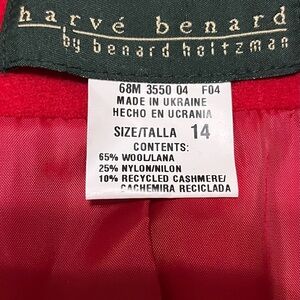 harvé benard
by benard holtzman
68M 3550 04 F04
MADE IN UKRAINE
HECHO EN UCRANIA
SIZE/TALLA 14
CONTENTS:
65% WOOL/LANA
25% NYLON/NILON
10% RECYCLED CASHMERE/
CACHEMIRA RECICLADA